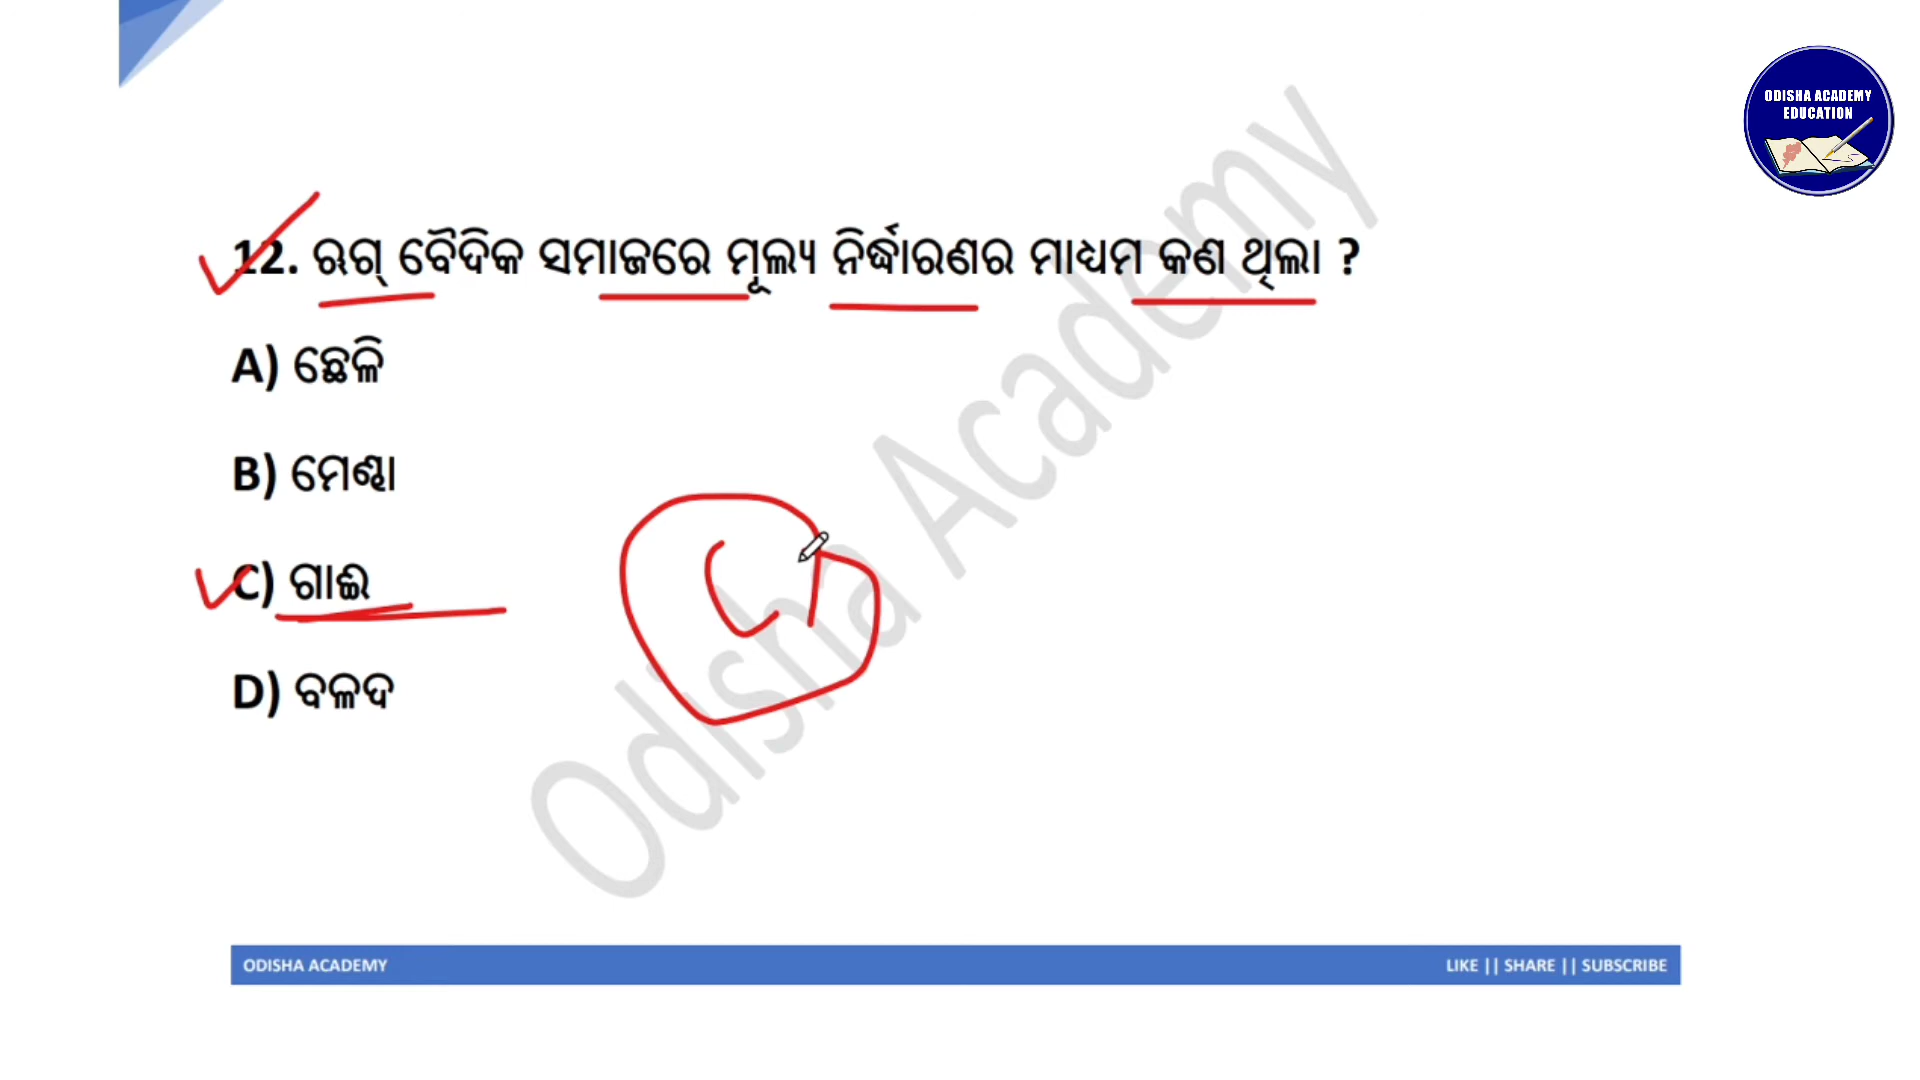 ODISHA ACADEMY
EDUCATION
12. ଋଗ୍ ବୈଦିକ ସମାଜରେ ମୂଲ୍ୟ ନିର୍ଦ୍ଧାରଣର ମାଧ୍ୟମ କଣ ଥିଲା ?
A) ଛେଳି
B) ମେଣ୍ଢା
C) ଗାଈ
D) ବଳଦ
Odisha Academy
ODISHA ACADEMY
LIKE || SHARE || SUBSCRIBE